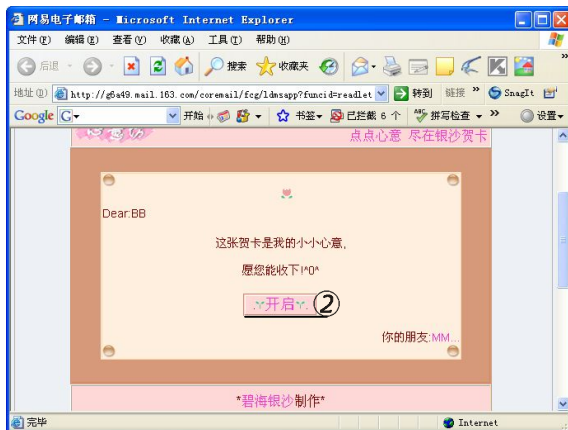 网易电子邮箱 - Microsoft Internet Explorer
文件(F) 编辑(E) 查看(V) 收藏(A) 工具(T) 帮助(H)
后退 搜索 收藏夹
地址(D) http://g6a49.mail.163.com/coremail/fcg/ldmsapp?funcid=readlet 转到 链接 » SnagIt
Google G 开始 书签 已拦截 6 个 拼写检查 » 设置
点点心意 尽在银沙贺卡
Dear:BB
这张贺卡是我的小小心意,
愿您能收下!^0^
.开启. ②
你的朋友:MM...
*碧海银沙制作*
完毕 Internet